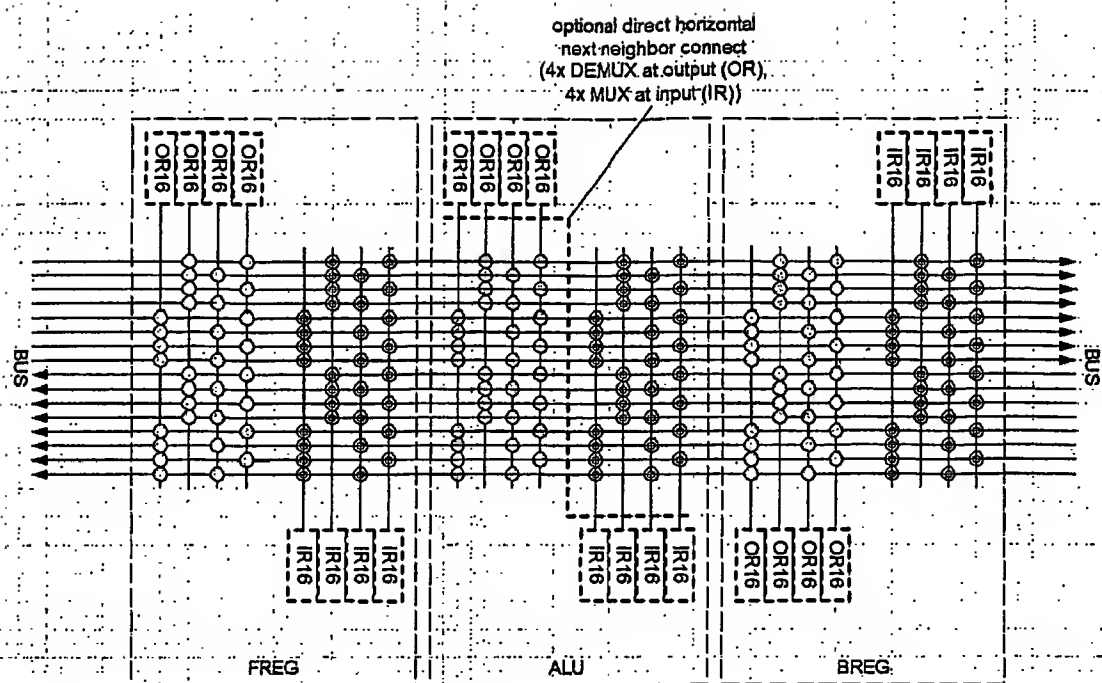 optional direct horizontal
next neighbor connect
(4x DEMUX at output (OR),
4x MUX at input (IR))
OR16
OR16
OR16
OR16
OR16
OR16
OR16
OR16
IR16
IR16
IR16
IR16
BUS
BUS
IR16
IR16
IR16
IR16
IR16
IR16
IR16
IR16
OR16
OR16
OR16
OR16
FREG
ALU
BREG